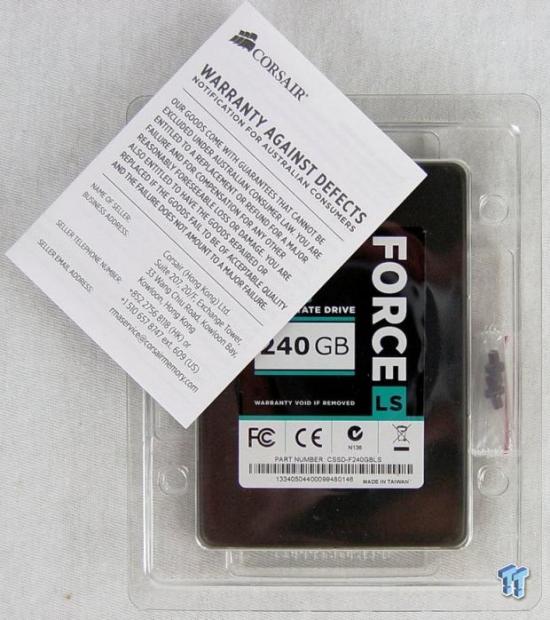 CORSAIR
WARRANTY AGAINST DEFECTS
NOTIFICATION FOR AUSTRALIAN CONSUMERS
OUR GOODS COME WITH GUARANTEES THAT CANNOT BE
EXCLUDED UNDER AUSTRALIAN CONSUMER LAW. YOU ARE
ENTITLED TO A REPLACEMENT OR REFUND FOR A MAJOR
FAILURE AND FOR COMPENSATION FOR ANY OTHER
REASONABLY FORESEEABLE LOSS OR DAMAGE. YOU ARE
ALSO ENTITLED TO HAVE THE GOODS REPAIRED OR
REPLACED IF THE GOODS FAIL TO BE OF ACCEPTABLE QUALITY
AND THE FAILURE DOES NOT AMOUNT TO A MAJOR FAILURE.
NAME OF SELLER:
Corsair (Hong Kong) Ltd.
BUSINESS ADDRESS:
Suite 207, 20/F, Exchange Tower,
33 Wang Chiu Road, Kowloon Bay,
Kowloon, Hong Kong
SELLER TELEPHONE NUMBER:
+852 2756 8118 (HK) or
+1 510 657 8747 ext. 609 (US)
SELLER EMAIL ADDRESS:
rmaservice@corsairmemory.com
FORCE
LS
TATE DRIVE
240 GB
WARRANTY VOID IF REMOVED
FC CE
N136
PART NUMBER: CSSD-F240GBLS
13340504400099480146
MADE IN TAIWAN
TT